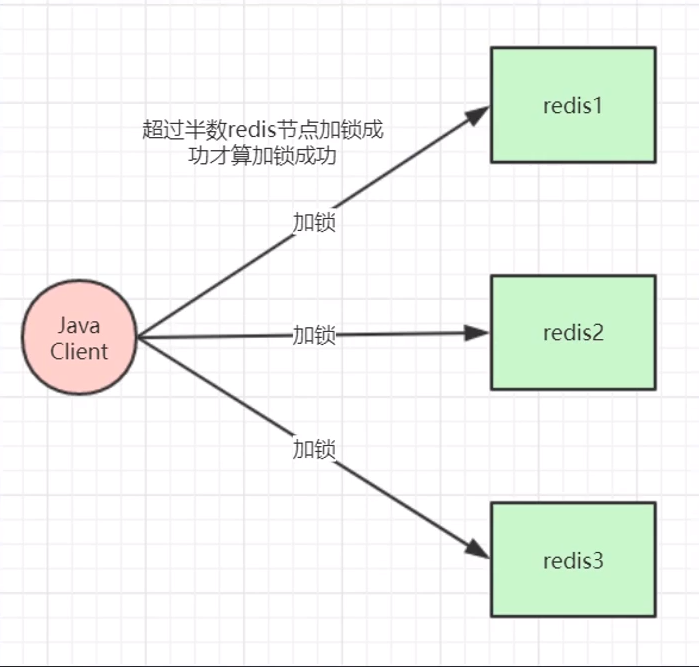 超过半数redis节点加锁成
功才算加锁成功
redis1
加锁
Java
Client
加锁
redis2
加锁
redis3